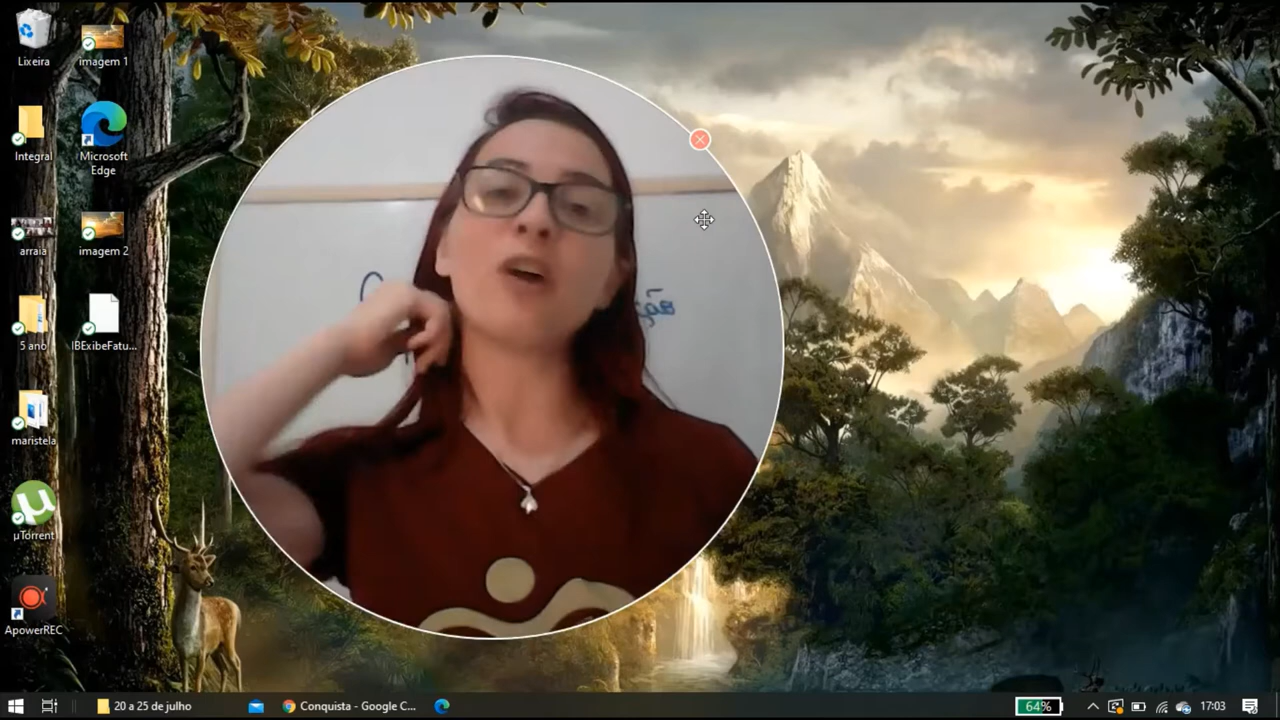 Lixeira
imagem 1
Integral
Microsoft
Edge
arraia
imagem 2
5 ano
IBExibeFatu...
maristela
µTorrent
ApowerREC
ção
20 a 25 de julho
Conquista - Google C...
64%
17:03